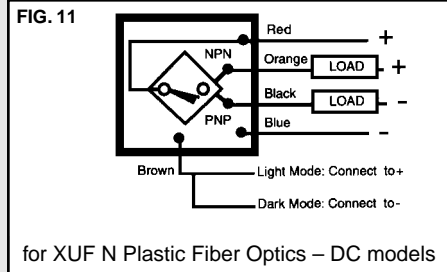 FIG. 11
Red +
NPN Orange LOAD +
Black LOAD -
PNP Blue -
Brown Light Mode: Connect to+
Dark Mode: Connect to-
for XUF N Plastic Fiber Optics – DC models